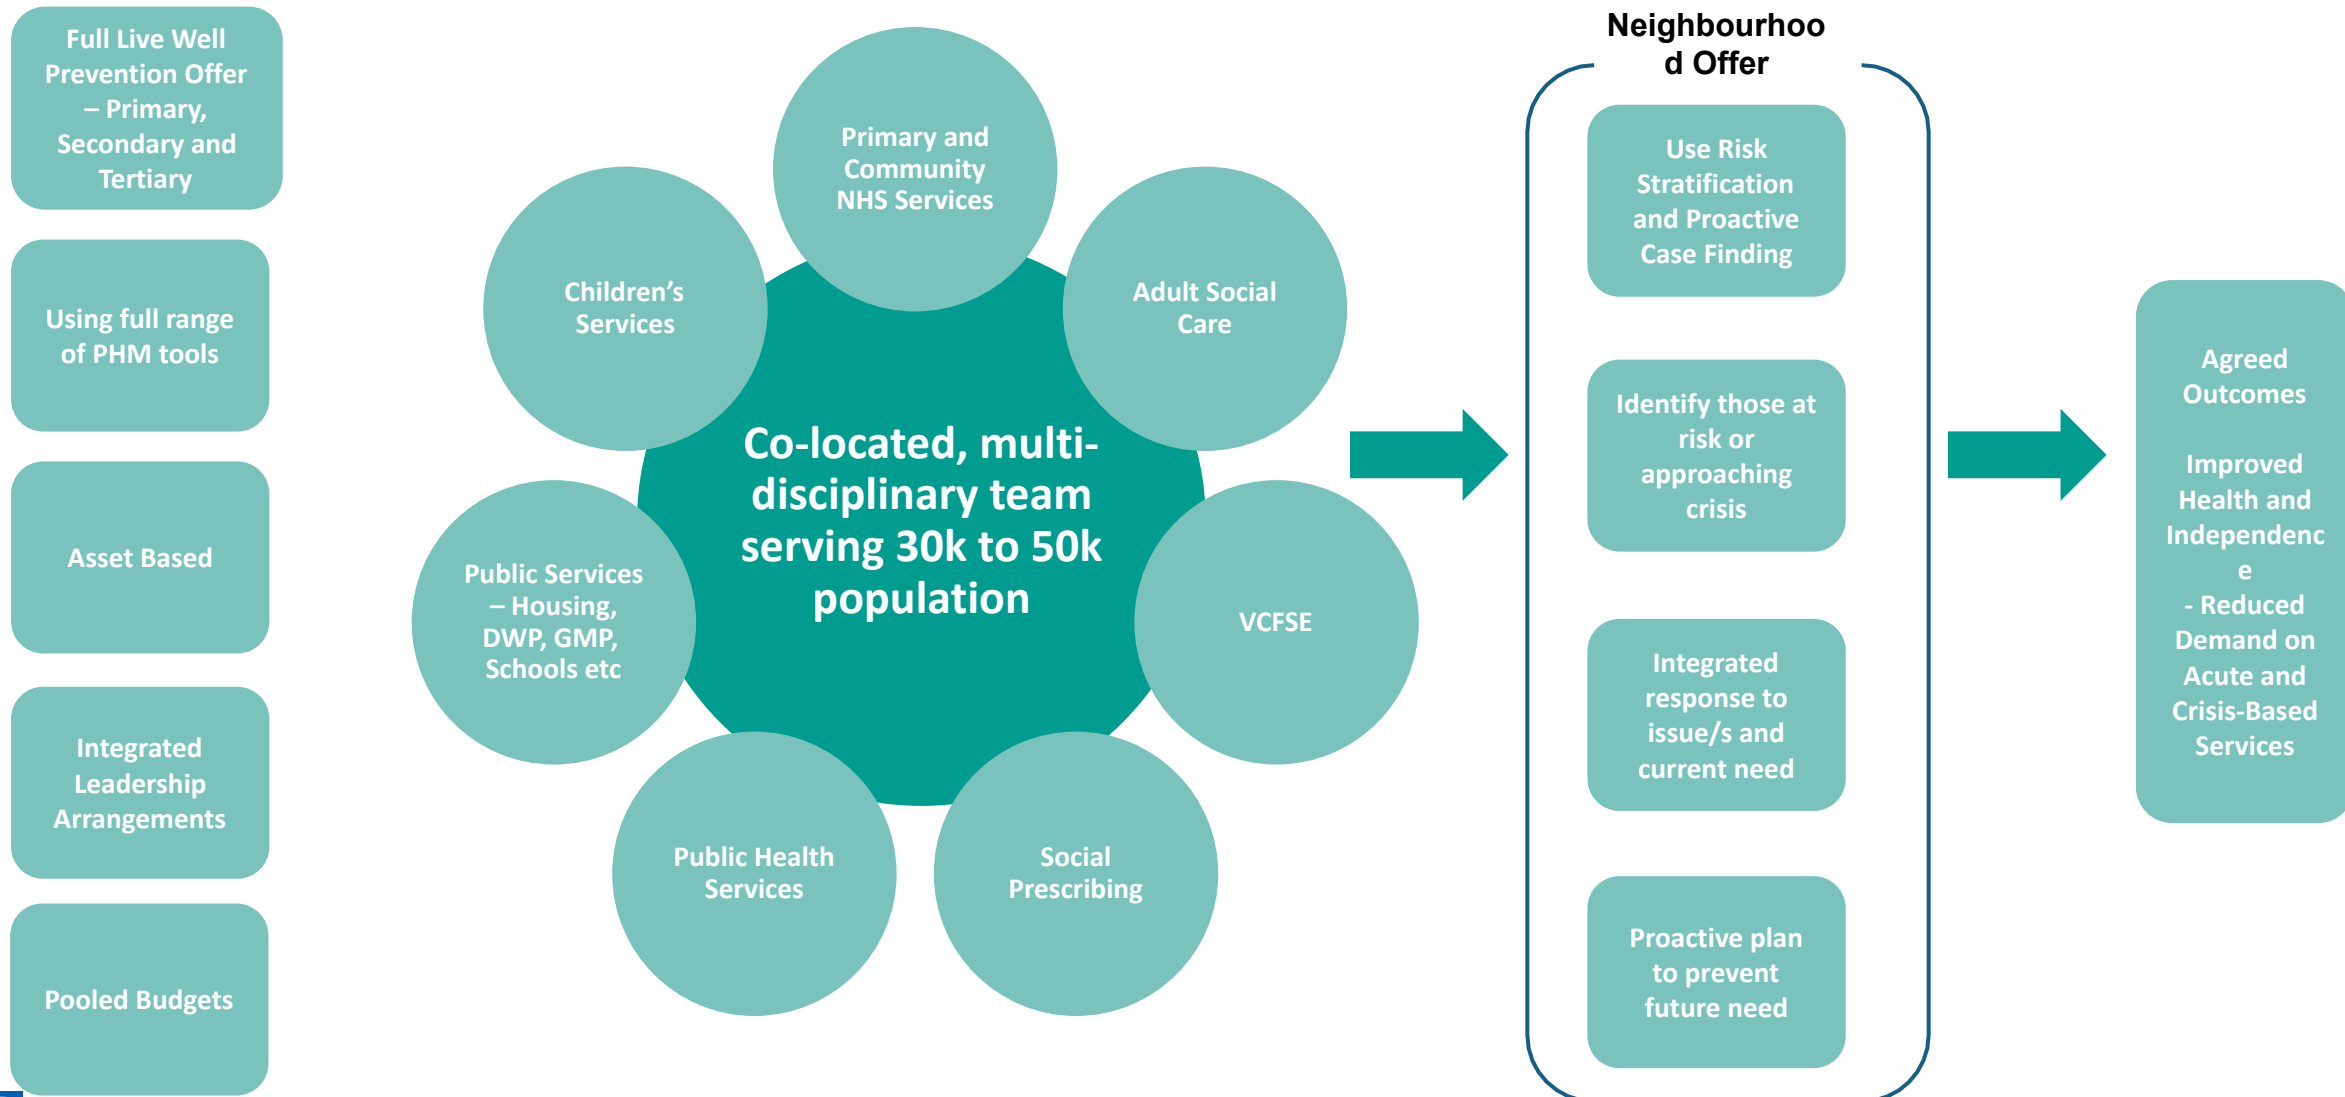 Full Live Well
Prevention Offer
– Primary,
Secondary and
Tertiary
Using full range
of PHM tools
Asset Based
Integrated
Leadership
Arrangements
Pooled Budgets
Primary and
Community
NHS Services
Children’s
Services
Adult Social
Care
Co-located, multi-
disciplinary team
serving 30k to 50k
population
Public Services
– Housing,
DWP, GMP,
Schools etc
VCFSE
Public Health
Services
Social
Prescribing
Neighbourhoo
d Offer
Use Risk
Stratification
and Proactive
Case Finding
Identify those at
risk or
approaching
crisis
Integrated
response to
issue/s and
current need
Proactive plan
to prevent
future need
Agreed
Outcomes
Improved
Health and
Independenc
e
- Reduced
Demand on
Acute and
Crisis-Based
Services